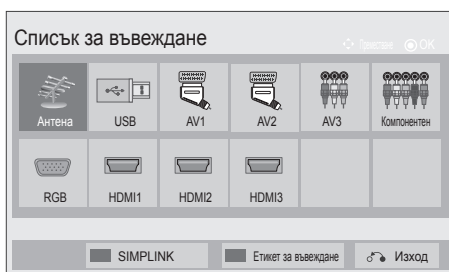 Списък за въвеждане
Преместване OK
Антена USB AV1 AV2 AV3 Компонентен
RGB HDMI1 HDMI2 HDMI3
SIMPLINK Етикет за въвеждане Изход